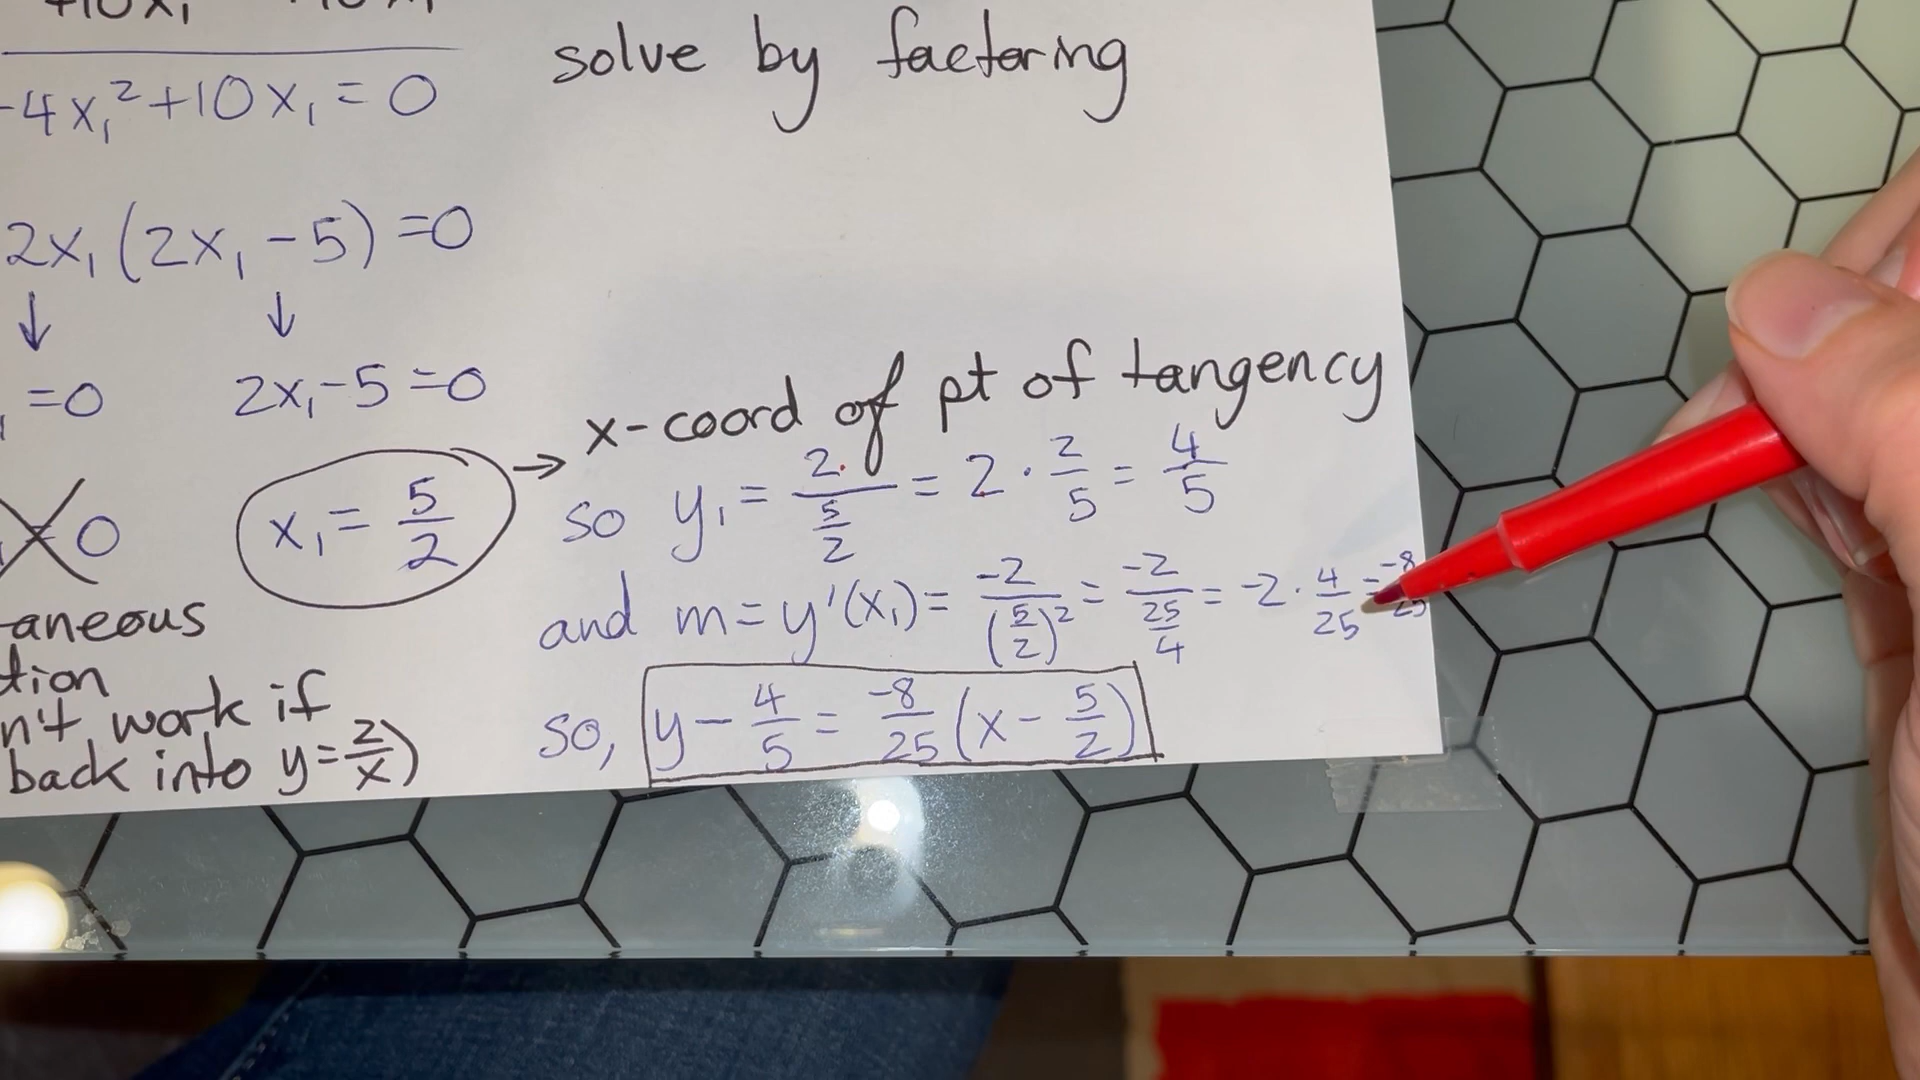 -4x₁²+10x₁=0
solve by factoring
2x₁(2x₁-5)=0
↓ ↓
=0 2x₁-5=0
→ x-coord of pt of tangency
x₁=5/2
so y₁ = 2/(5/2) = 2·2/5 = 4/5
0
and m=y'(x₁)= -2/(5/2)² = -2/(25/4) = -2·4/25 = -8/25
aneous
tion
n't work if
back into y=2/x)
so, y-4/5 = -8/25(x-5/2)